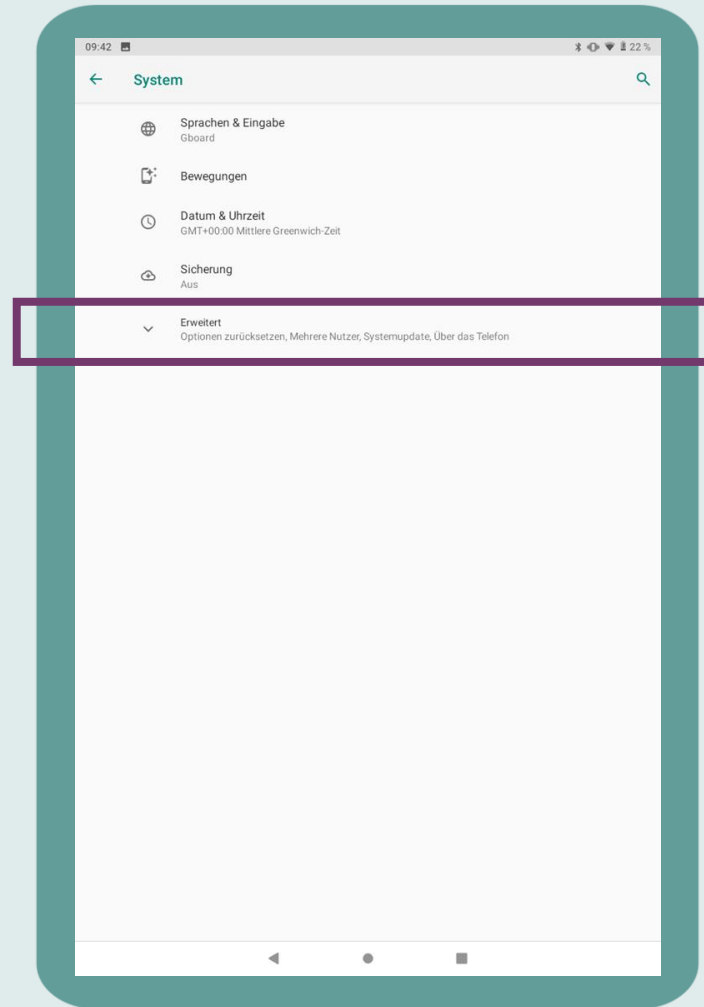 09:42
22 %
System
Sprachen & Eingabe
Gboard
Bewegungen
Datum & Uhrzeit
GMT+00:00 Mittlere Greenwich-Zeit
Sicherung
Aus
Erweitert
Optionen zurücksetzen, Mehrere Nutzer, Systemupdate, Über das Telefon